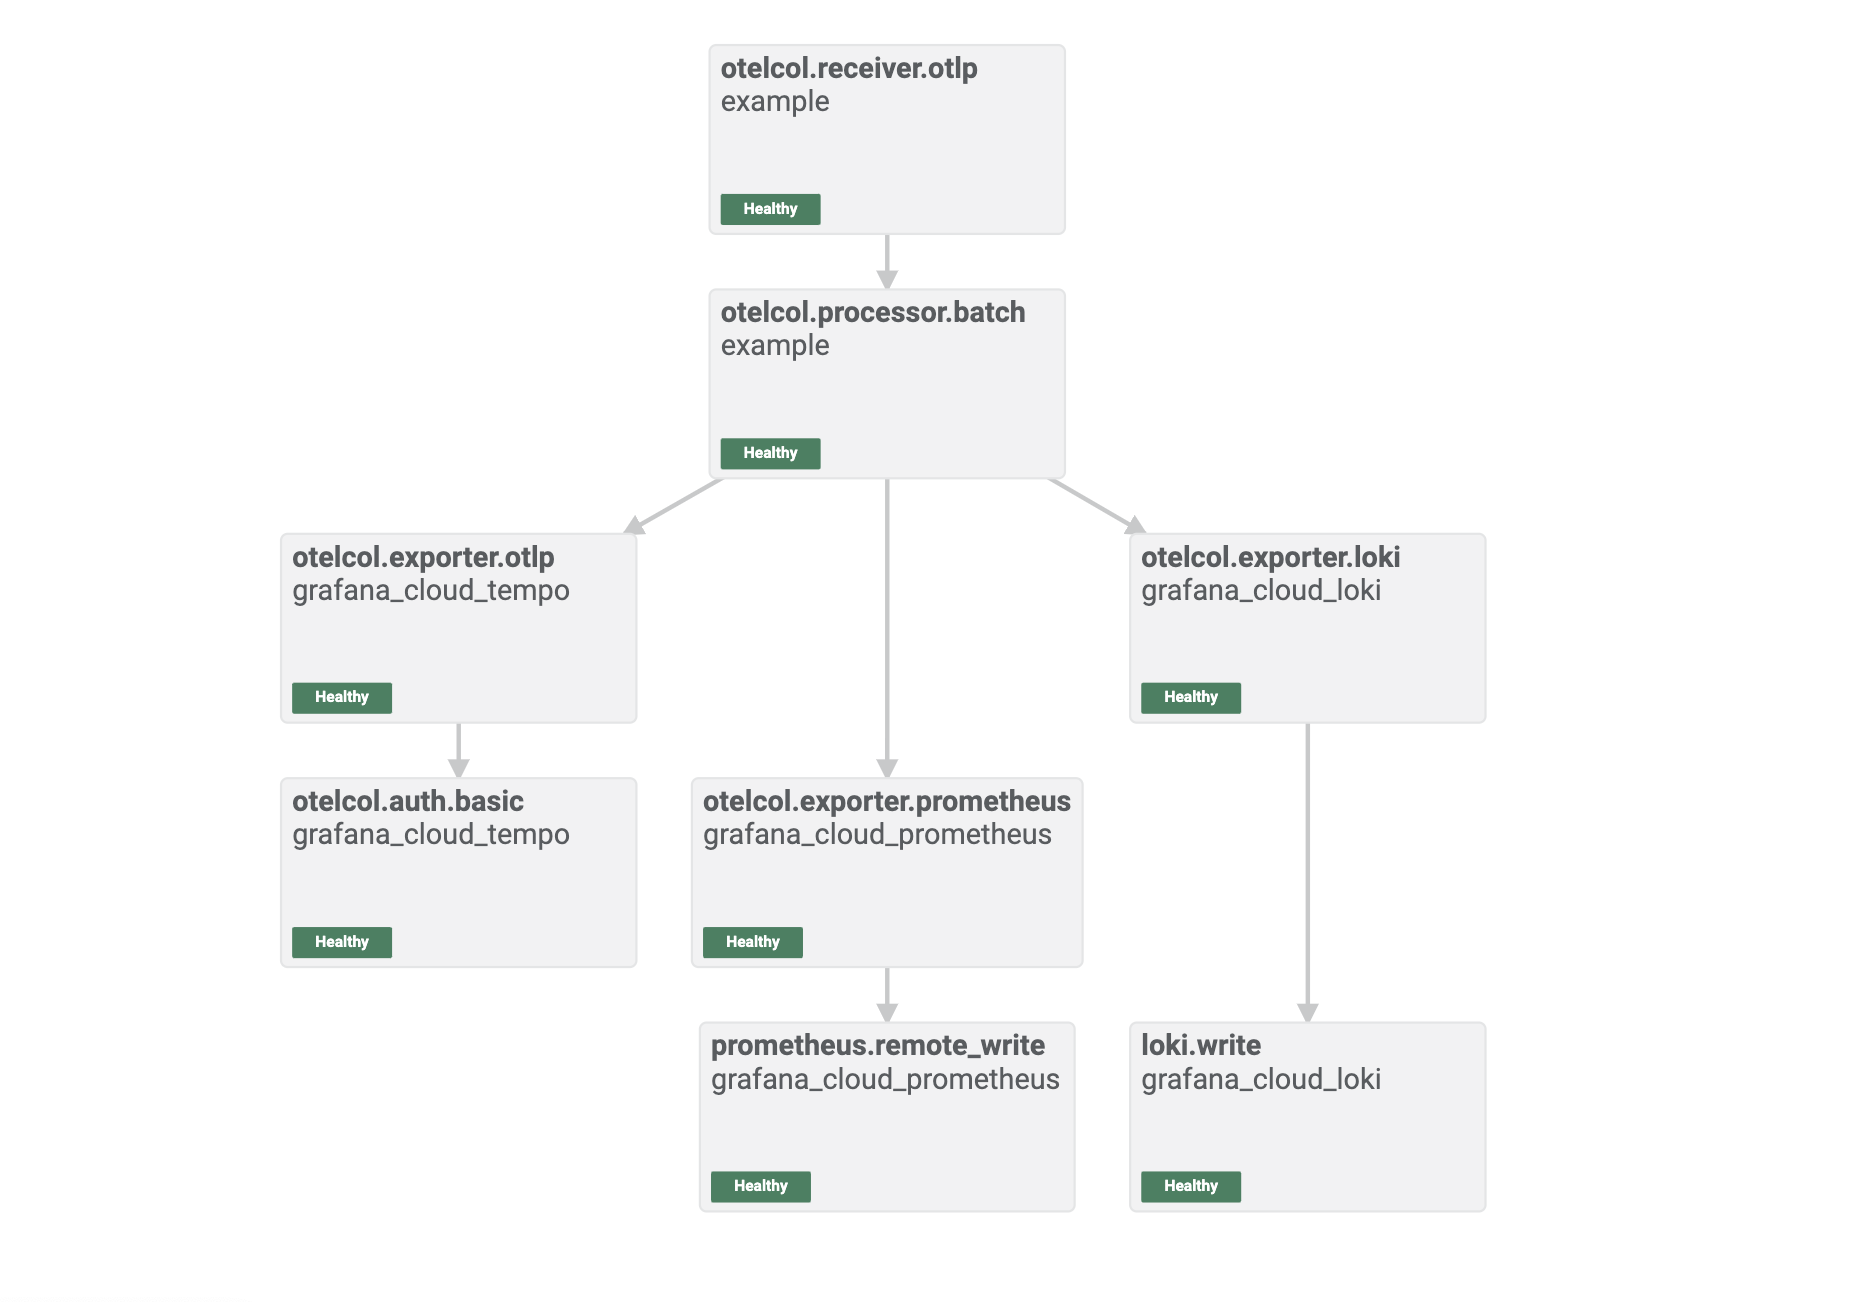 otelcol.receiver.otlp
example
Healthy
otelcol.processor.batch
example
Healthy
otelcol.exporter.otlp
grafana_cloud_tempo
Healthy
otelcol.exporter.loki
grafana_cloud_loki
Healthy
otelcol.auth.basic
grafana_cloud_tempo
Healthy
otelcol.exporter.prometheus
grafana_cloud_prometheus
Healthy
prometheus.remote_write
grafana_cloud_prometheus
Healthy
loki.write
grafana_cloud_loki
Healthy